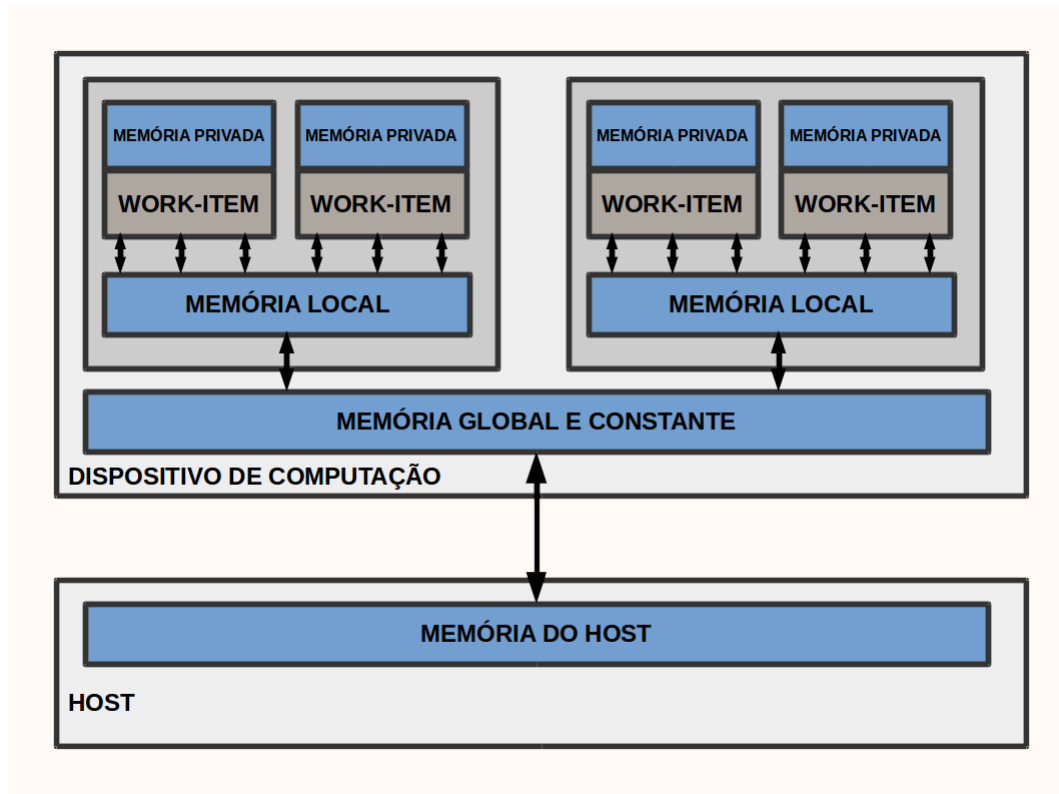 MEMÓRIA PRIVADA
MEMÓRIA PRIVADA
WORK-ITEM
WORK-ITEM
MEMÓRIA LOCAL
MEMÓRIA PRIVADA
MEMÓRIA PRIVADA
WORK-ITEM
WORK-ITEM
MEMÓRIA LOCAL
MEMÓRIA GLOBAL E CONSTANTE
DISPOSITIVO DE COMPUTAÇÃO
MEMÓRIA DO HOST
HOST